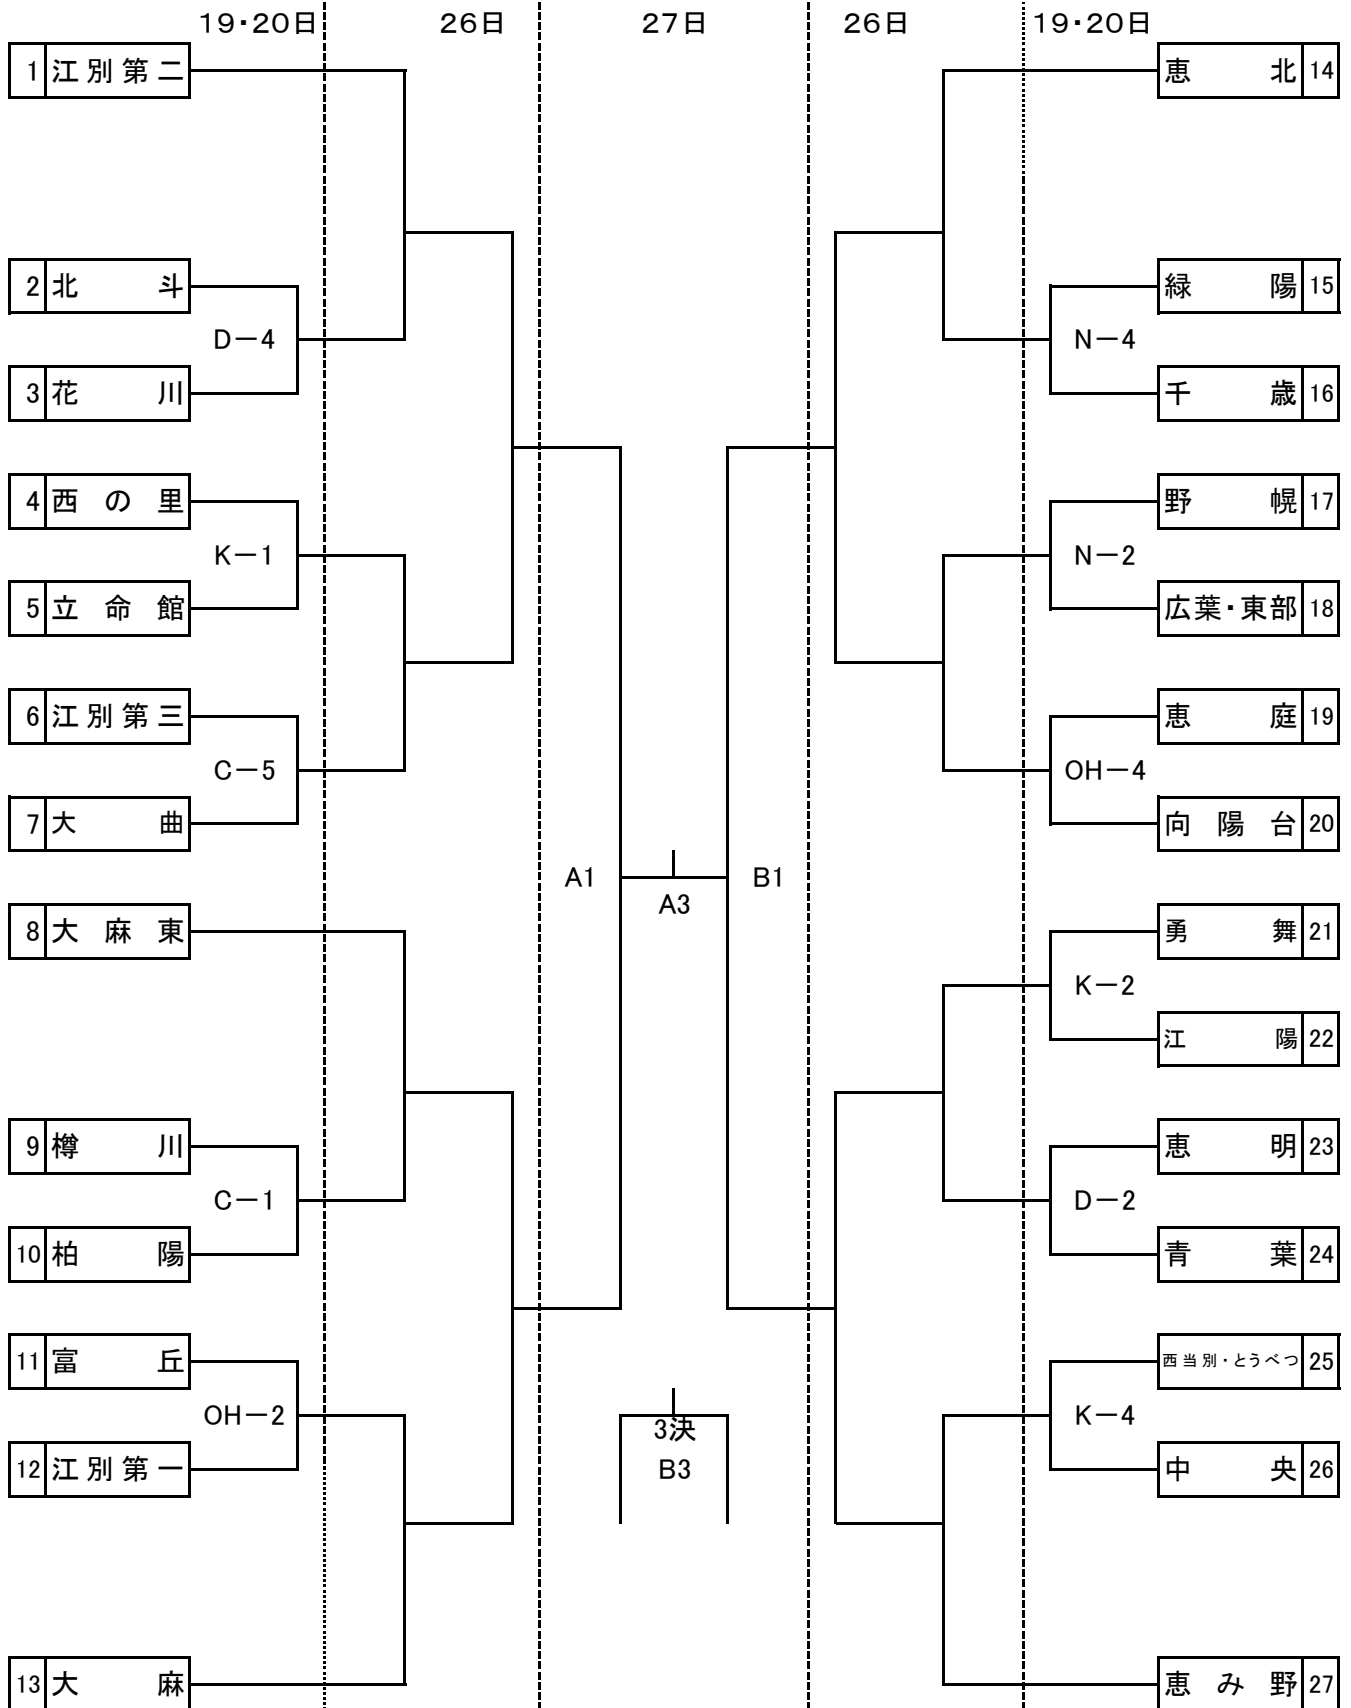 19・20日 26日 27日 26日 19・20日
1 江別第二
恵北 14
2 北斗
緑陽 15
D－4
N－4
3 花川
千歳 16
4 西の里
野幌 17
K－1
N－2
5 立命館
広葉・東部 18
6 江別第三
恵庭 19
C－5
OH－4
7 大曲
向陽台 20
A1
B1
A3
8 大麻東
勇舞 21
K－2
江陽 22
9 樽川
恵明 23
C－1
D－2
10 柏陽
青葉 24
11 富丘
西当別・とうべつ 25
OH－2
K－4
3決
B3
12 江別第一
中央 26
13 大麻
恵み野 27